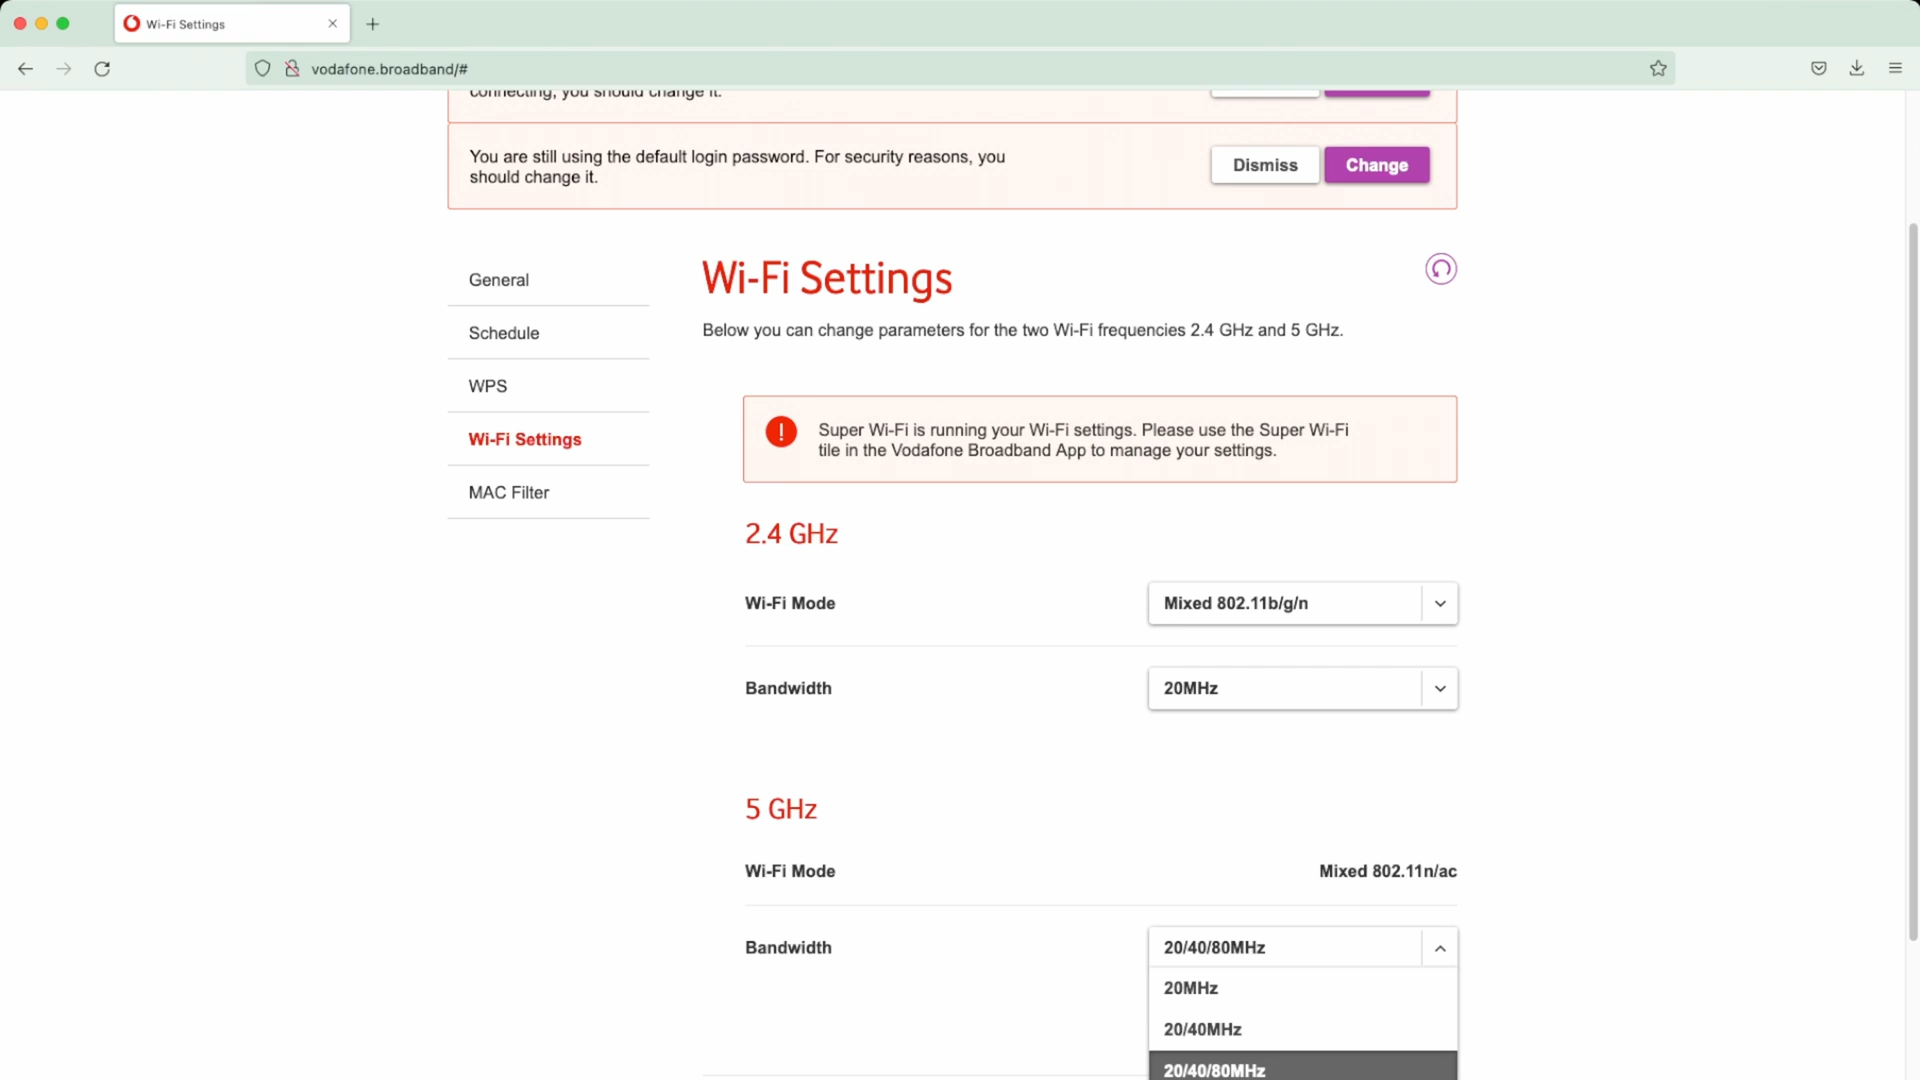 Wi-Fi Settings
vodafone.broadband/#
connecting, you should change it.
You are still using the default login password. For security reasons, you
should change it.
Dismiss
Change
General
Schedule
WPS
Wi-Fi Settings
MAC Filter
Wi-Fi Settings
Below you can change parameters for the two Wi-Fi frequencies 2.4 GHz and 5 GHz.
Super Wi-Fi is running your Wi-Fi settings. Please use the Super Wi-Fi
tile in the Vodafone Broadband App to manage your settings.
2.4 GHz
Wi-Fi Mode
Mixed 802.11b/g/n
Bandwidth
20MHz
5 GHz
Wi-Fi Mode
Mixed 802.11n/ac
Bandwidth
20/40/80MHz
20MHz
20/40MHz
20/40/80MHz